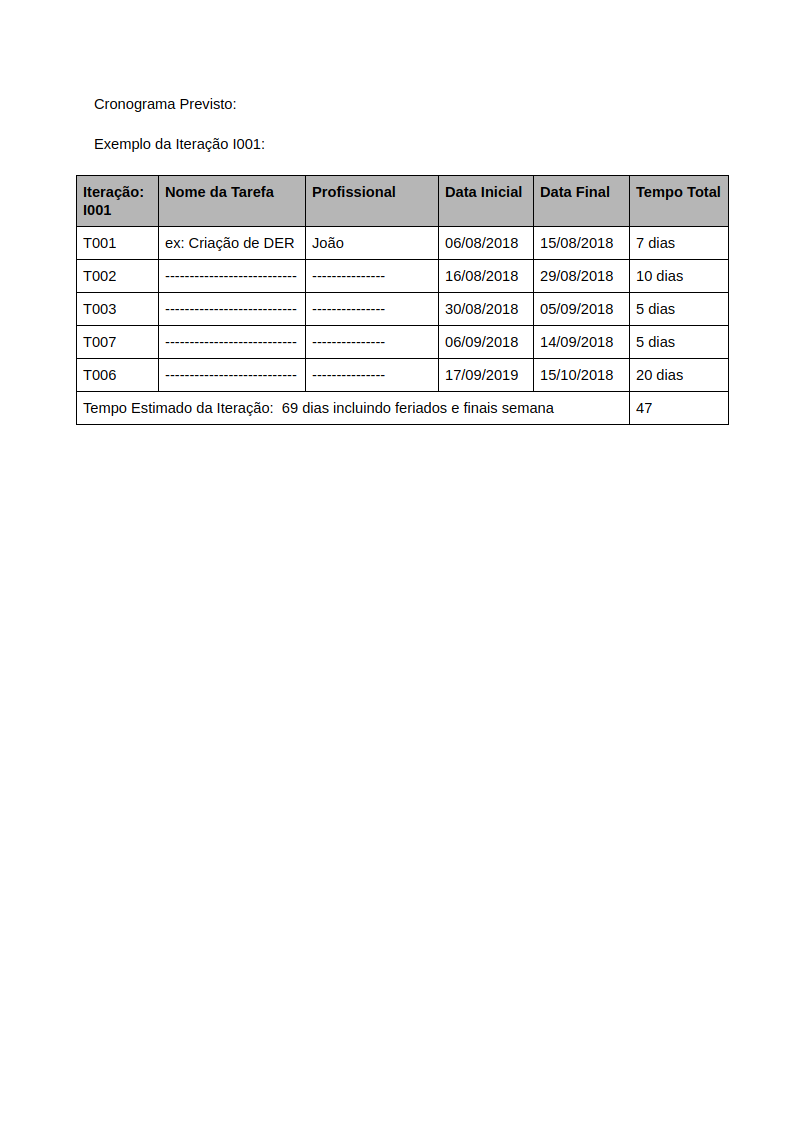 Cronograma Previsto:
Exemplo da Iteração I001:
Iteração: I001 Nome da Tarefa Profissional Data Inicial Data Final Tempo Total
T001 ex: Criação de DER João 06/08/2018 15/08/2018 7 dias
T002 --------------------------- --------------- 16/08/2018 29/08/2018 10 dias
T003 --------------------------- --------------- 30/08/2018 05/09/2018 5 dias
T007 --------------------------- --------------- 06/09/2018 14/09/2018 5 dias
T006 --------------------------- --------------- 17/09/2019 15/10/2018 20 dias
Tempo Estimado da Iteração:  69 dias incluindo feriados e finais semana 47